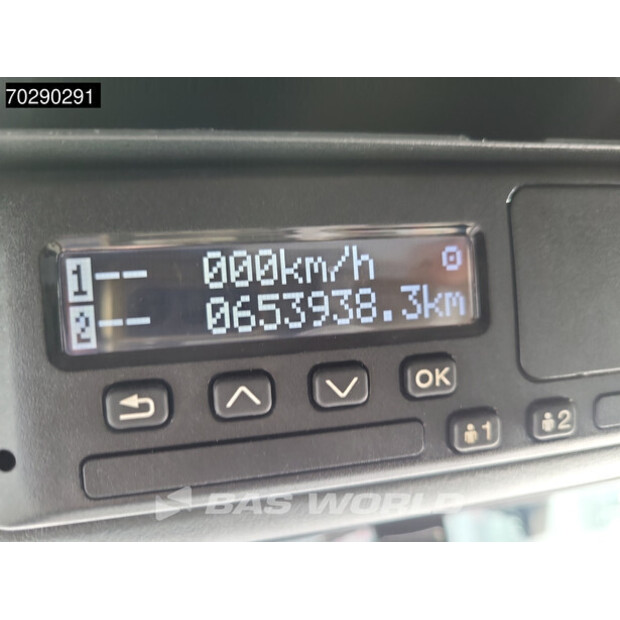 70290291
1-- 000km/h
2-- 0653938.3km
OK
1 2
BAS WORLD